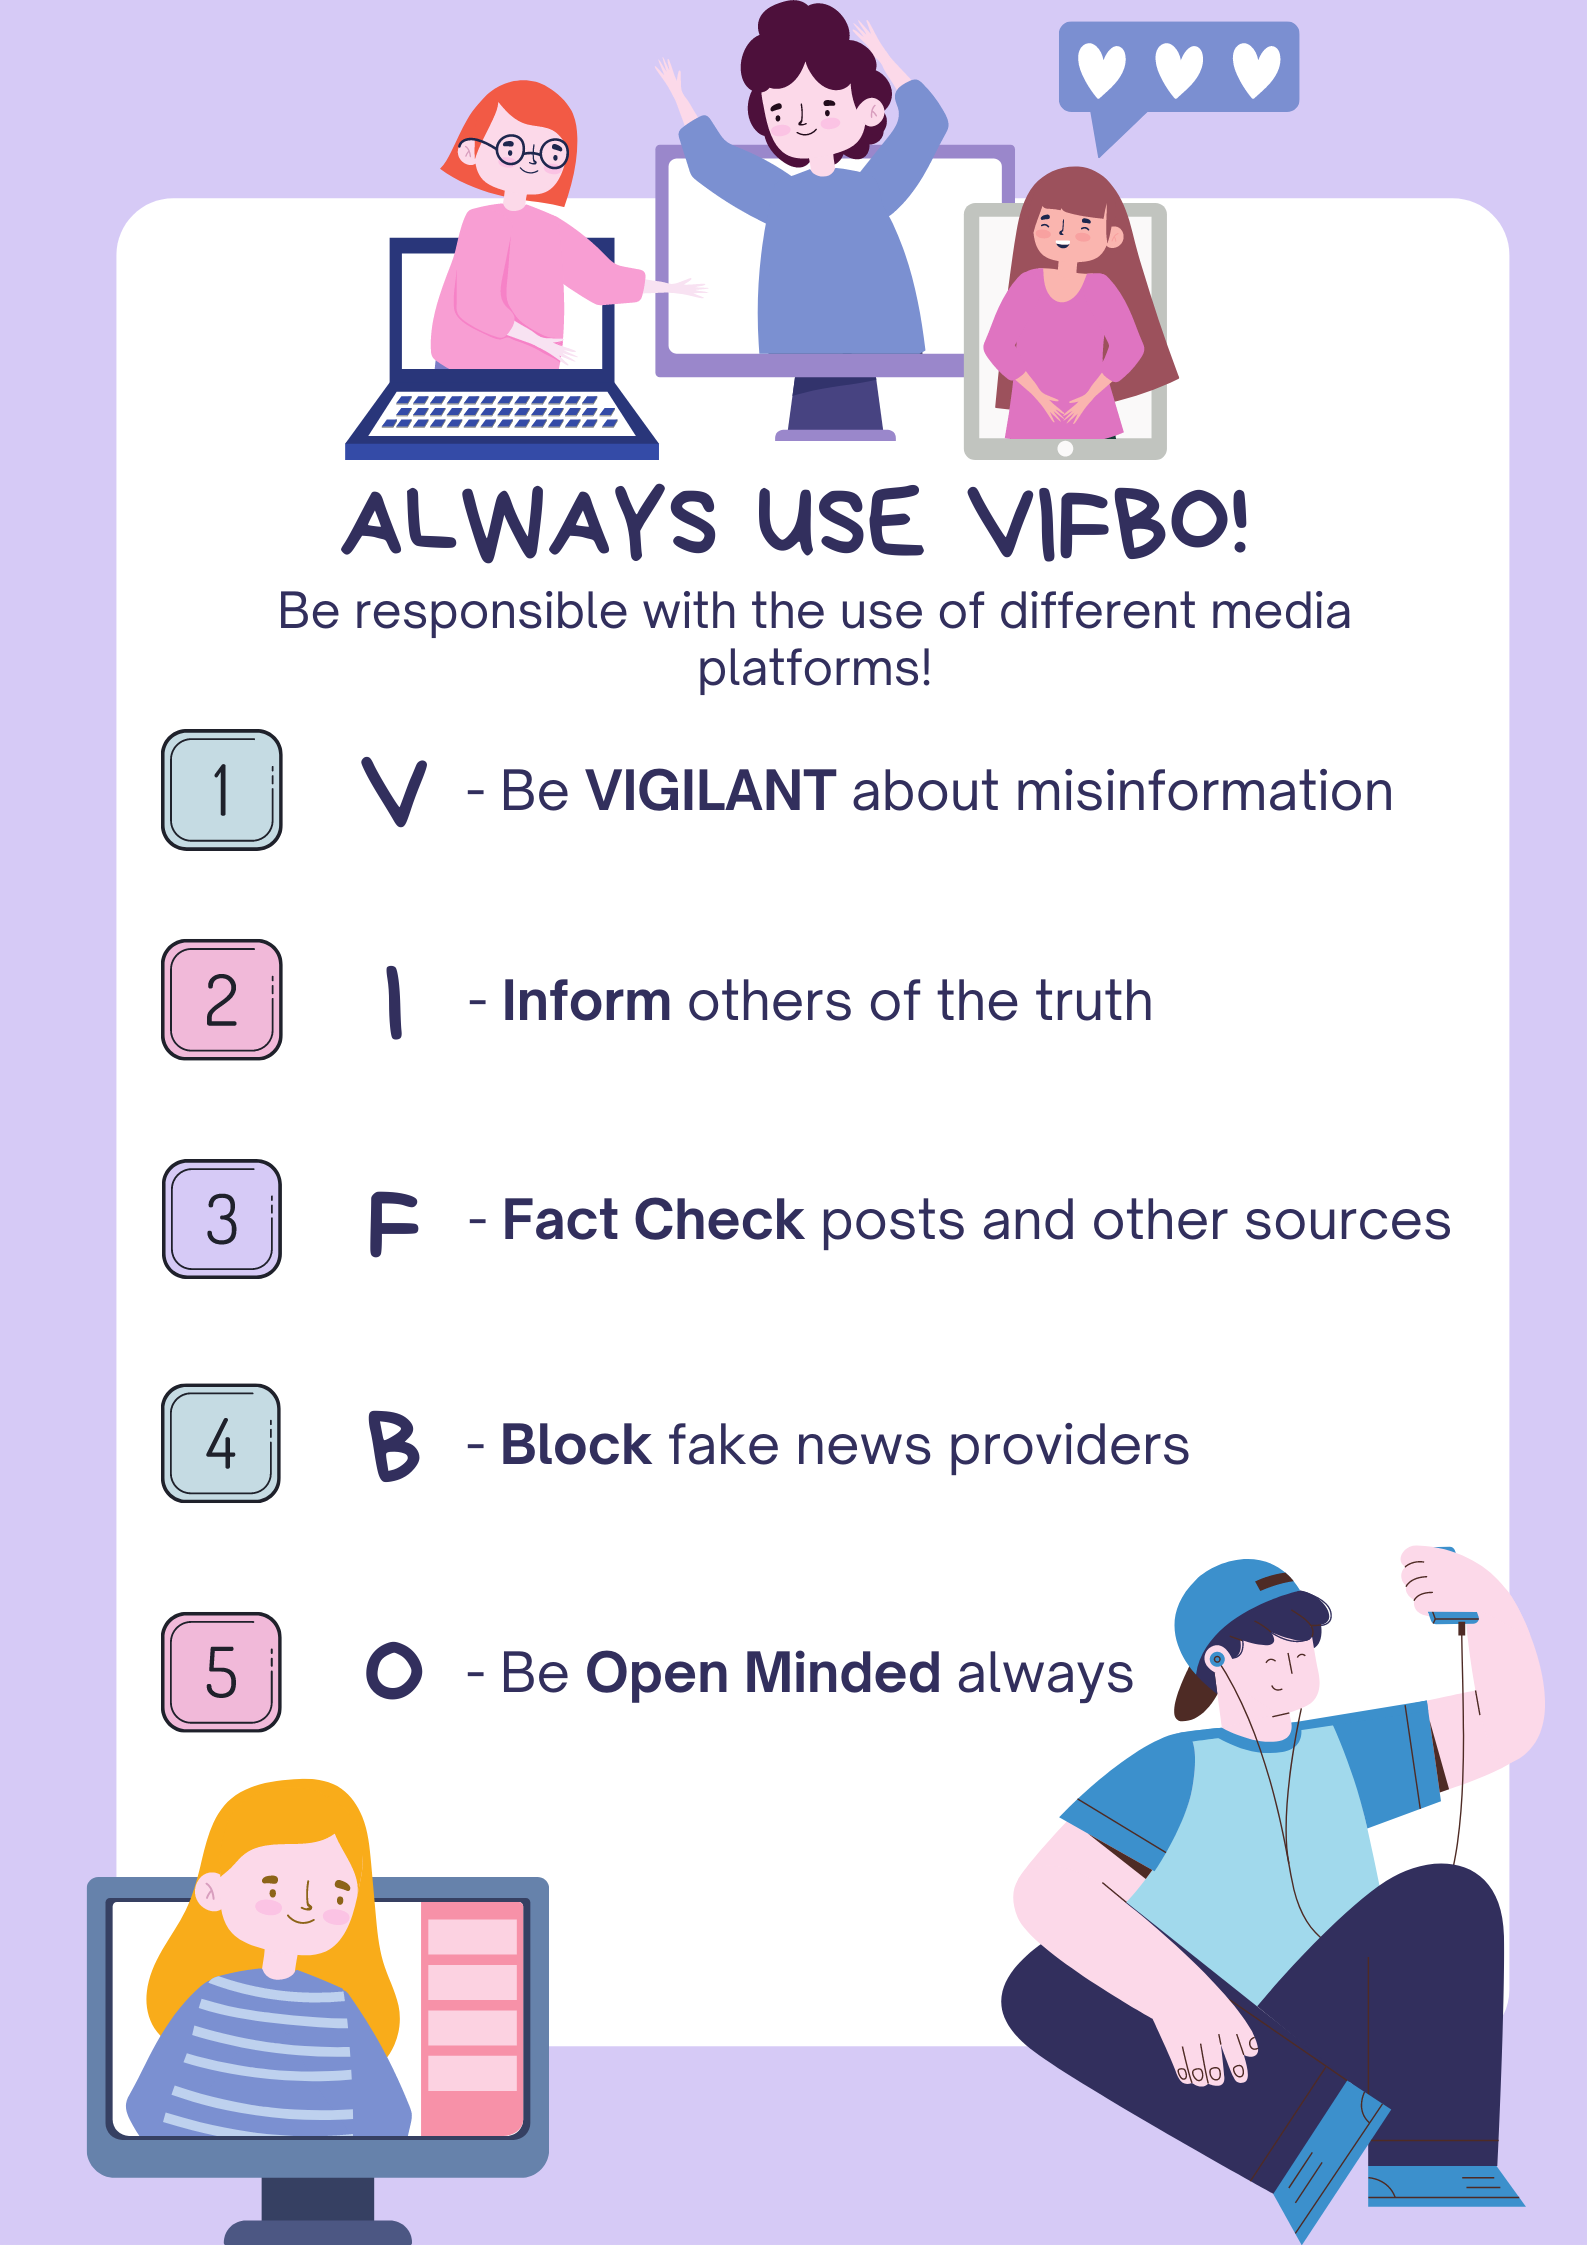 ALWAYS USE VIFBO!
Be responsible with the use of different media
platforms!
1 V - Be VIGILANT about misinformation
2 I - Inform others of the truth
3 F - Fact Check posts and other sources
4 B - Block fake news providers
5 O - Be Open Minded always